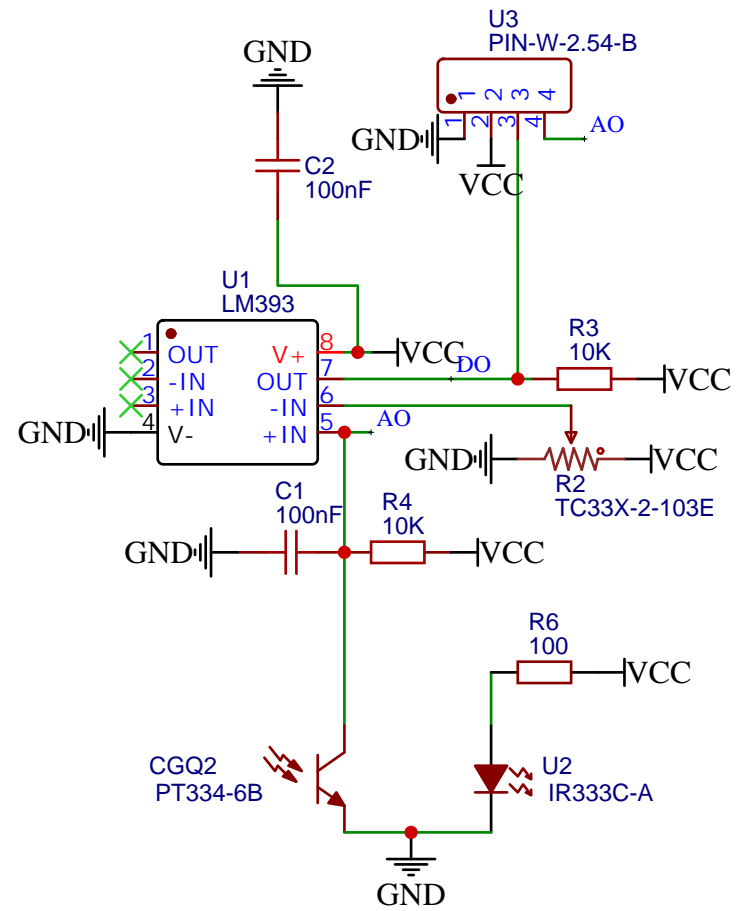 U3
PIN-W-2.54-B
GND
1 2 3 4
GND
1 2 3 4
AO
VCC
C2
100nF
U1
LM393
1 OUT
2 -IN
3 +IN
4 V-
GND
V+ 8
OUT 7
-IN 6
+IN 5
VCC
DO
AO
R3
10K
VCC
GND
VCC
R2
TC33X-2-103E
C1
100nF
GND
R4
10K
VCC
R6
100
VCC
CGQ2
PT334-6B
U2
IR333C-A
GND